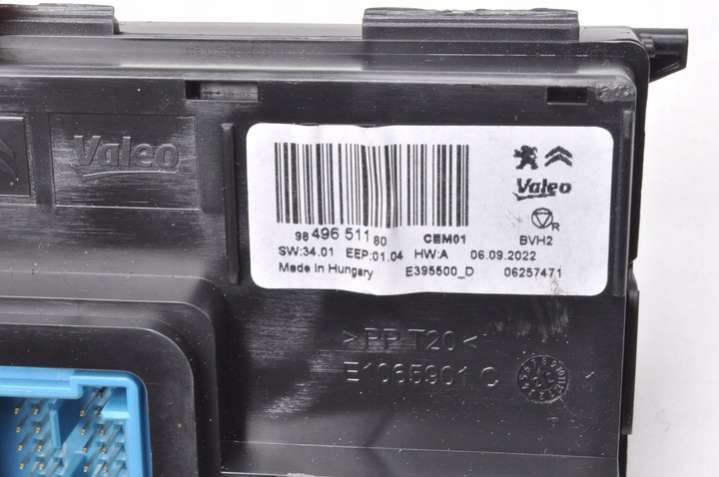 Valeo
Valeo
R
98 496 511 80 CEM01 BVH2
SW:34.01 EEP:01.04 HW:A 06.09.2022
Made in Hungary E395500_D 06257471
>PP T20<
E1065901 C